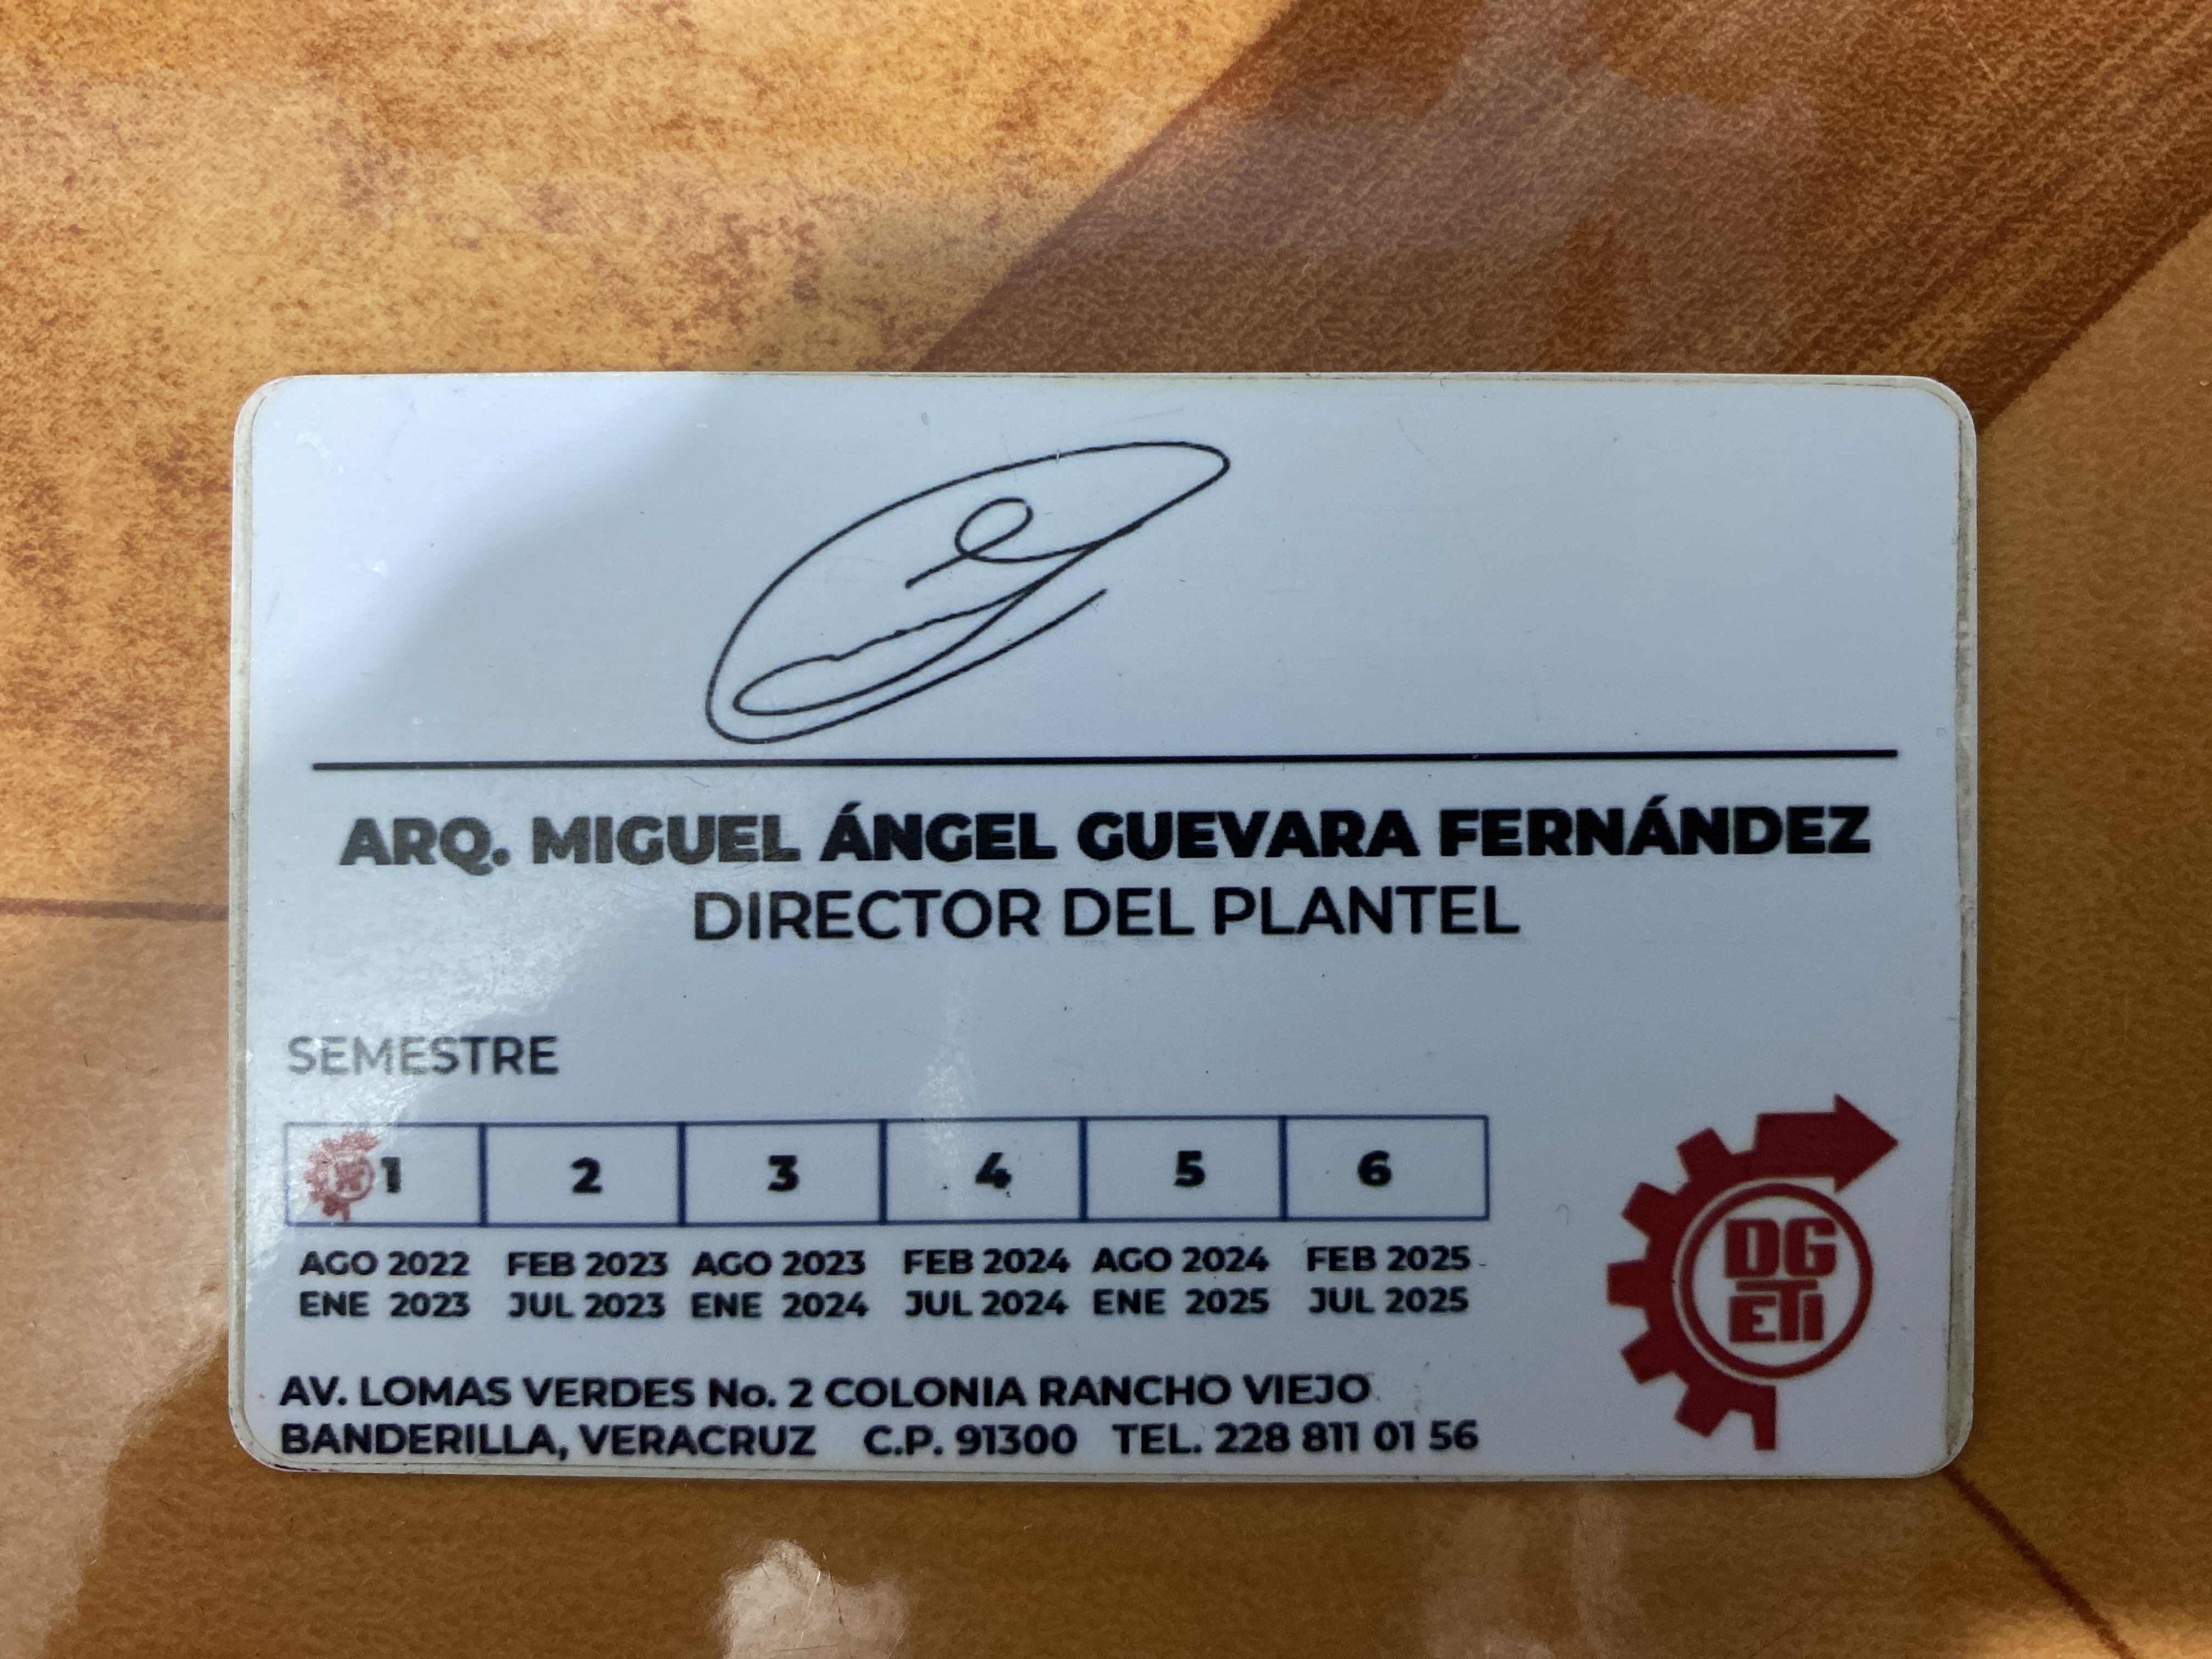 ARQ. MIGUEL ÁNGEL GUEVARA FERNÁNDEZ
DIRECTOR DEL PLANTEL
SEMESTRE
1 2 3 4 5 6
AGO 2022 FEB 2023 AGO 2023 FEB 2024 AGO 2024 FEB 2025
ENE 2023 JUL 2023 ENE 2024 JUL 2024 ENE 2025 JUL 2025
DG
ETI
AV. LOMAS VERDES No. 2 COLONIA RANCHO VIEJO
BANDERILLA, VERACRUZ C.P. 91300 TEL. 228 811 01 56